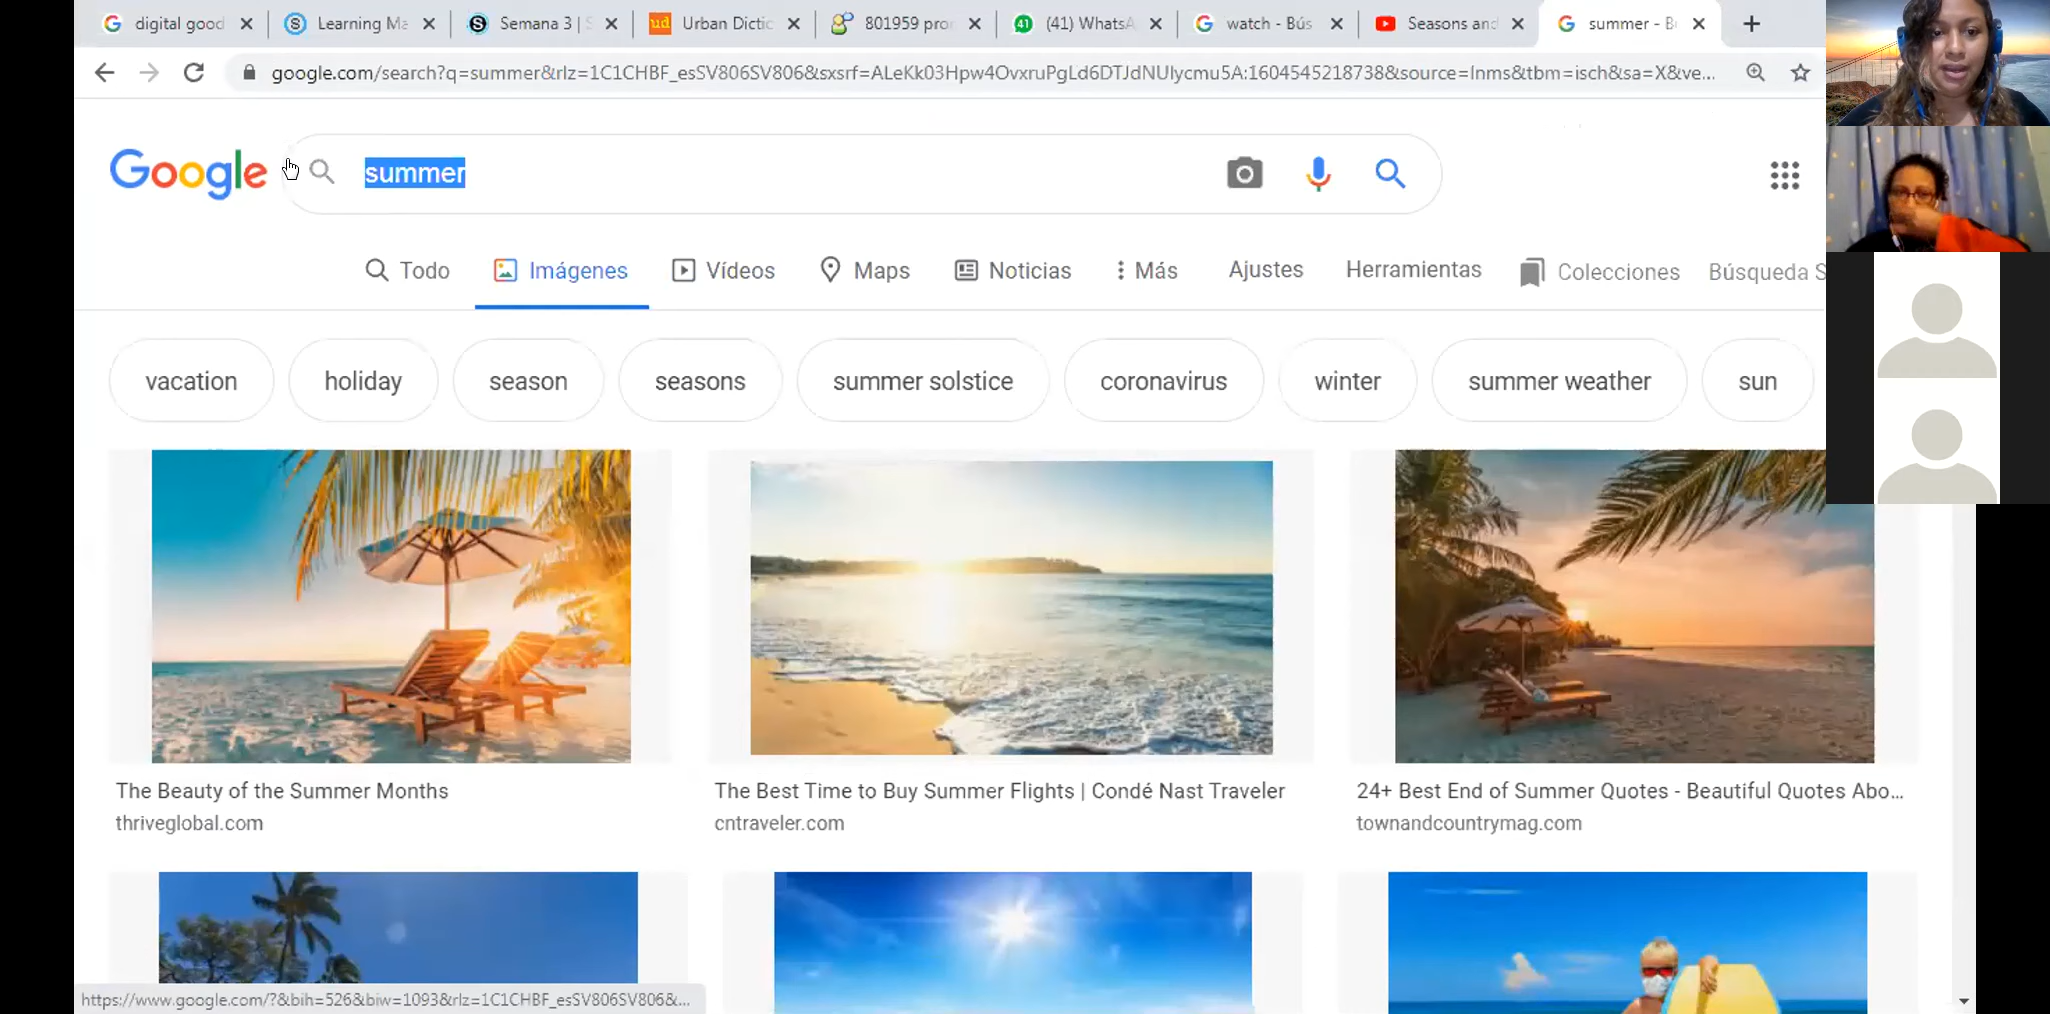 digital good
Learning Ma
Semana 3 | S
Urban Dictio
801959 pro
(41) WhatsA
watch - Bús
Seasons and
summer - B
google.com/search?q=summer&rlz=1C1CHBF_esSV806SV806&sxsrf=ALeKk03Hpw4OvxruPgLd6DTJdNUlycmu5A:1604545218738&source=lnms&tbm=isch&sa=X&ve...
Google
summer
Todo
Imágenes
Vídeos
Maps
Noticias
Más
Ajustes
Herramientas
Colecciones
Búsqueda S
vacation
holiday
season
seasons
summer solstice
coronavirus
winter
summer weather
sun
The Beauty of the Summer Months
thriveglobal.com
The Best Time to Buy Summer Flights | Condé Nast Traveler
cntraveler.com
24+ Best End of Summer Quotes - Beautiful Quotes Abo...
townandcountrymag.com
https://www.google.com/?&bih=526&biw=1093&rlz=1C1CHBF_esSV806SV806&...